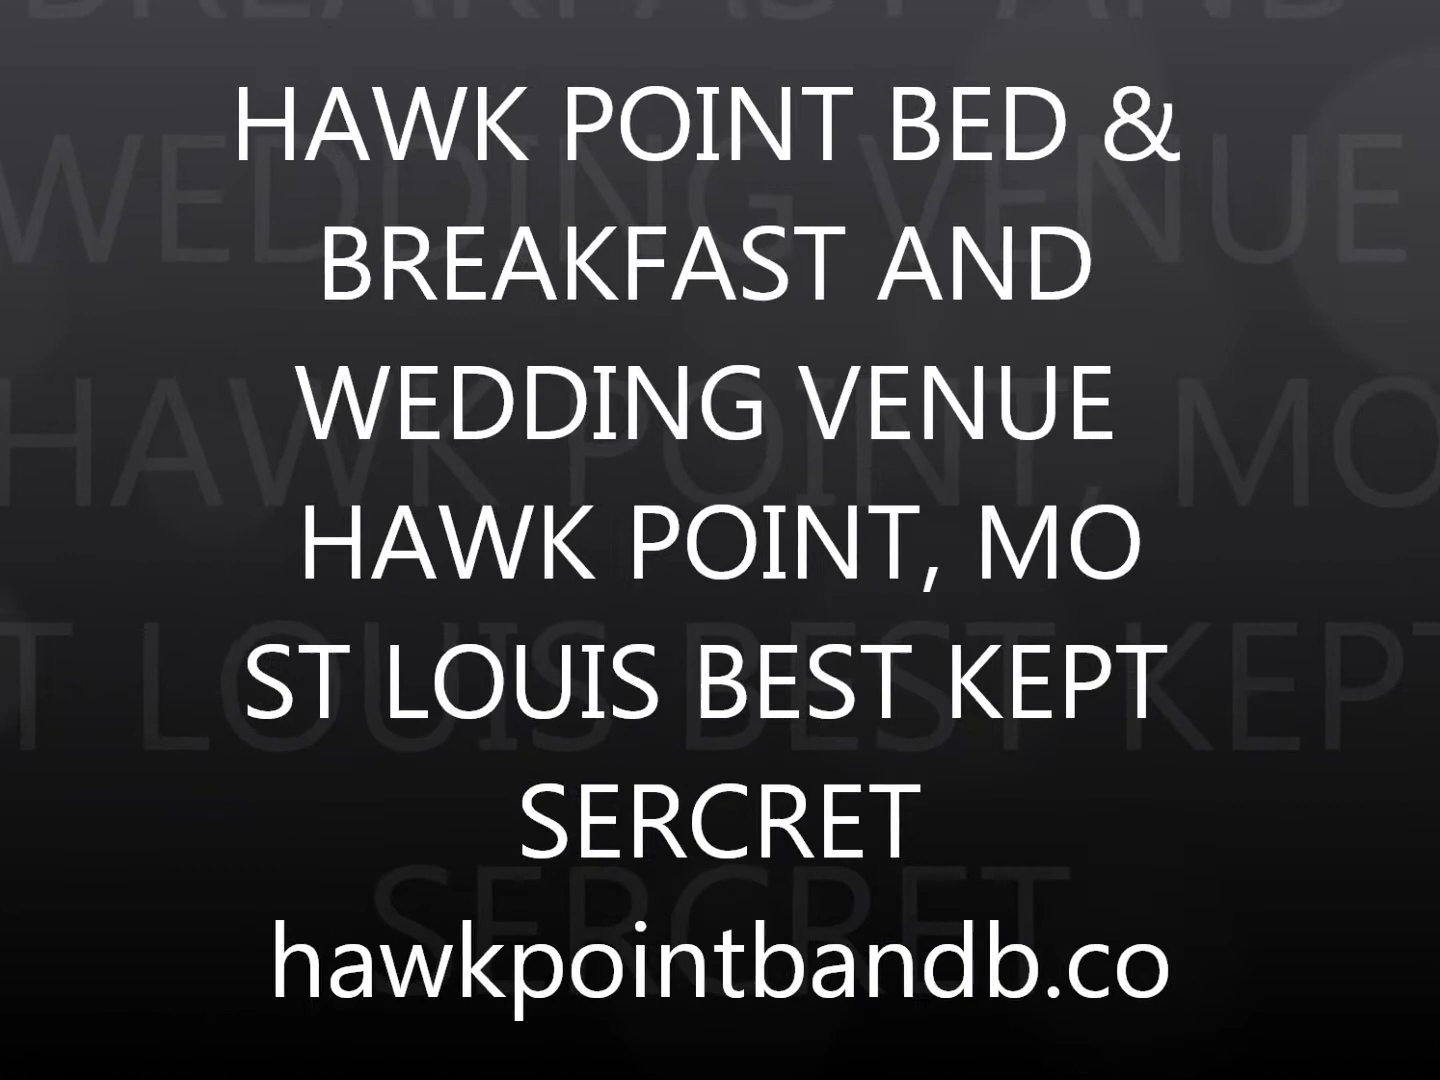 HAWK POINT BED &
BREAKFAST AND
WEDDING VENUE
HAWK POINT, MO
ST LOUIS BEST KEPT
SERCRET
hawkpointbandb.co